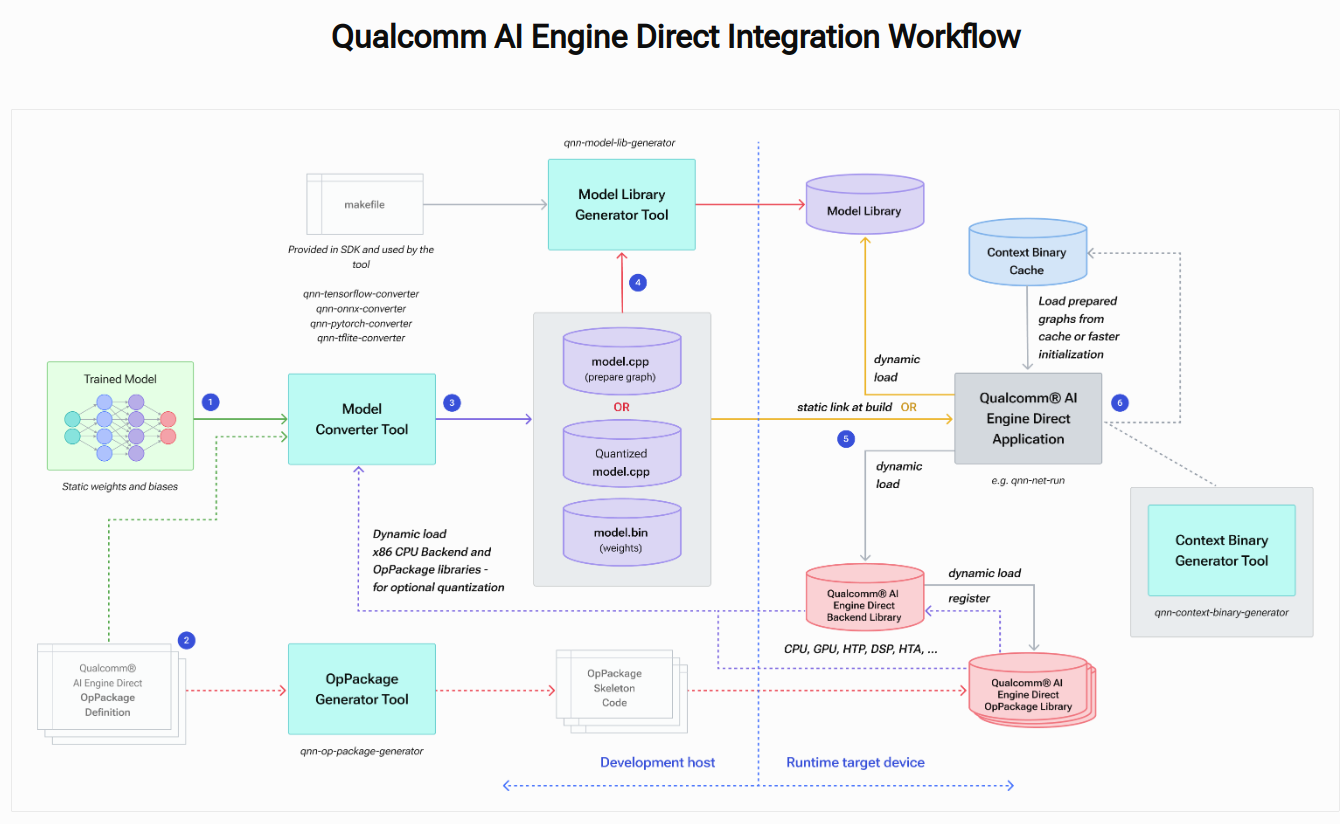 Qualcomm AI Engine Direct Integration Workflow
qnn-model-lib-generator
Model Library
Generator Tool
makefile
Provided in SDK and used by the
tool
qnn-tensorflow-converter
qnn-onnx-converter
qnn-pytorch-converter
qnn-tflite-converter
Model Library
Context Binary
Cache
Load prepared
graphs from
cache or faster
initialization
4
model.cpp
(prepare graph)
OR
Quantized
model.cpp
model.bin
(weights)
Trained Model
Static weights and biases
1
Model
Converter Tool
3
dynamic
load
static link at build OR
5
Qualcomm® AI
Engine Direct
Application
e.g. qnn-net-run
6
dynamic
load
Context Binary
Generator Tool
qnn-context-binary-generator
Dynamic load
x86 CPU Backend and
OpPackage libraries -
for optional quantization
Qualcomm® AI
Engine Direct
Backend Library
CPU, GPU, HTP, DSP, HTA, ...
dynamic load
register
2
Qualcomm®
AI Engine Direct
OpPackage
Definition
OpPackage
Generator Tool
qnn-op-package-generator
OpPackage
Skeleton
Code
Qualcomm® AI
Engine Direct
OpPackage Library
Development host
Runtime target device